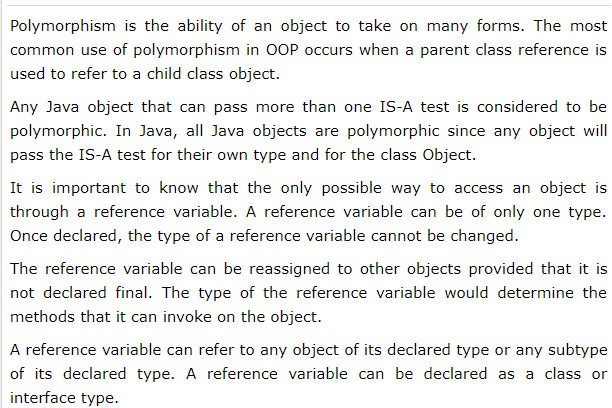 Polymorphism is the ability of an object to take on many forms. The most
common use of polymorphism in OOP occurs when a parent class reference is
used to refer to a child class object.
Any Java object that can pass more than one IS-A test is considered to be
polymorphic. In Java, all Java objects are polymorphic since any object will
pass the IS-A test for their own type and for the class Object.
It is important to know that the only possible way to access an object is
through a reference variable. A reference variable can be of only one type.
Once declared, the type of a reference variable cannot be changed.
The reference variable can be reassigned to other objects provided that it is
not declared final. The type of the reference variable would determine the
methods that it can invoke on the object.
A reference variable can refer to any object of its declared type or any subtype
of its declared type. A reference variable can be declared as a class or
interface type.